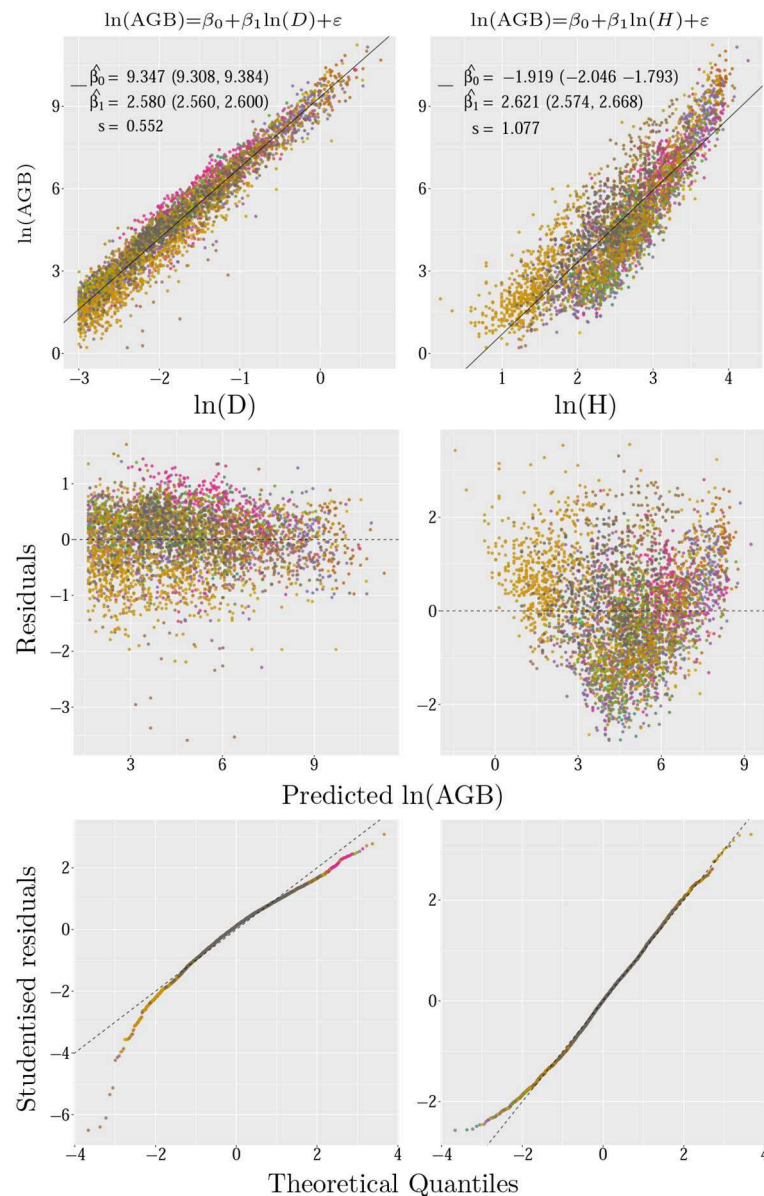 ln(AGB)=β₀+β₁ln(D)+ε
ln(AGB)=β₀+β₁ln(H)+ε
β̂₀ = 9.347 (9.308, 9.384)
β̂₁ = 2.580 (2.560, 2.600)
s = 0.552
β̂₀ = −1.919 (−2.046 −1.793)
β̂₁ = 2.621 (2.574, 2.668)
s = 1.077
ln(AGB)
9
6
3
0
−3 −2 −1 0
ln(D)
9
6
3
0
1 2 3 4
ln(H)
Residuals
1
0
−1
−2
−3
3 6 9
2
0
−2
0 3 6 9
Predicted ln(AGB)
Studentised residuals
2
0
−2
−4
−6
−4 −2 0 2 4
2
0
−2
−4 −2 0 2 4
Theoretical Quantiles